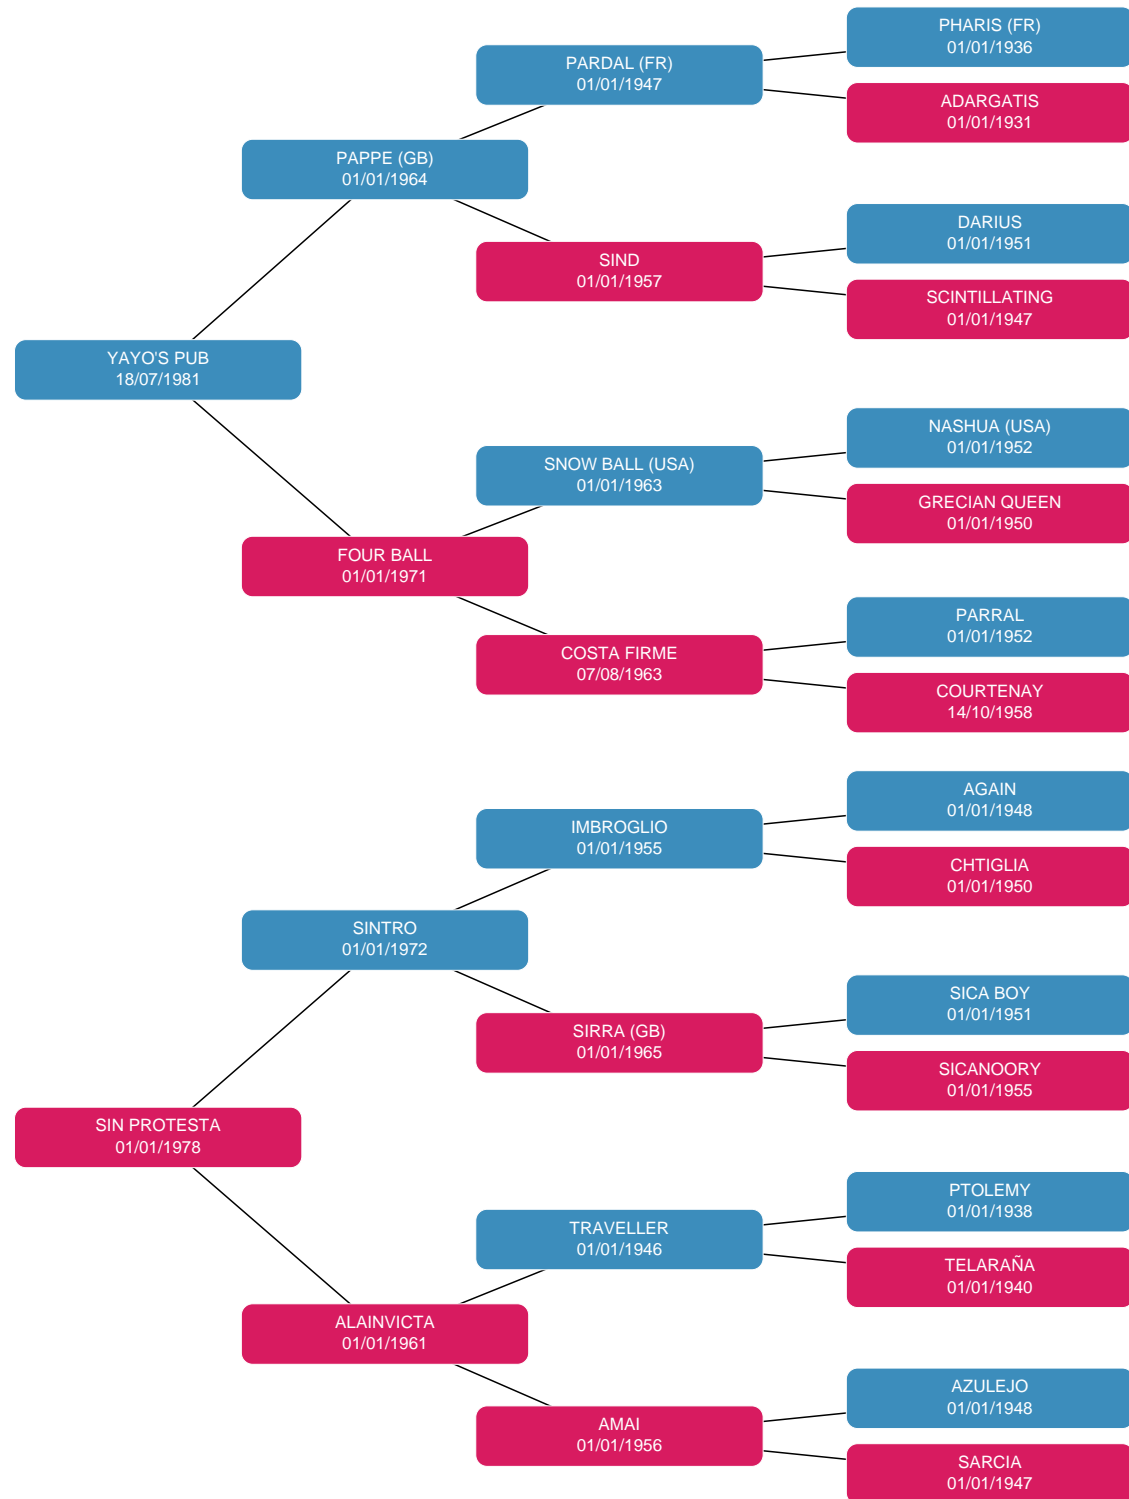 PHARIS (FR)
01/01/1936
PARDAL (FR)
01/01/1947
ADARGATIS
01/01/1931
PAPPE (GB)
01/01/1964
DARIUS
01/01/1951
SIND
01/01/1957
SCINTILLATING
01/01/1947
YAYO'S PUB
18/07/1981
NASHUA (USA)
01/01/1952
SNOW BALL (USA)
01/01/1963
GRECIAN QUEEN
01/01/1950
FOUR BALL
01/01/1971
PARRAL
01/01/1952
COSTA FIRME
07/08/1963
COURTENAY
14/10/1958
AGAIN
01/01/1948
IMBROGLIO
01/01/1955
CHTIGLIA
01/01/1950
SINTRO
01/01/1972
SICA BOY
01/01/1951
SIRRA (GB)
01/01/1965
SICANOORY
01/01/1955
SIN PROTESTA
01/01/1978
PTOLEMY
01/01/1938
TRAVELLER
01/01/1946
TELARAÑA
01/01/1940
ALAINVICTA
01/01/1961
AZULEJO
01/01/1948
AMAI
01/01/1956
SARCIA
01/01/1947